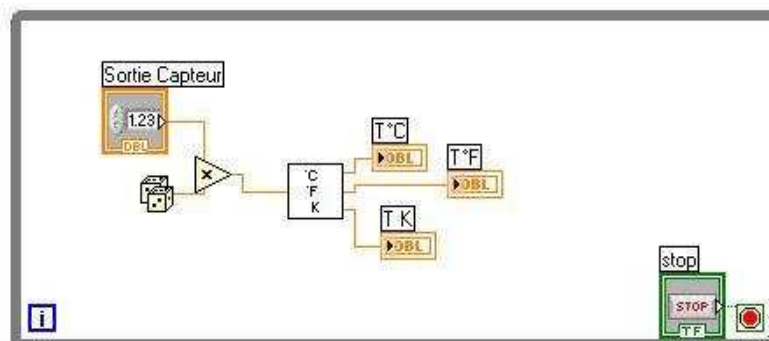 Sortie Capteur
1.23
DBL
×
°C
°F
K
T°C
DBL
T°F
DBL
T K
DBL
stop
STOP
TF
i